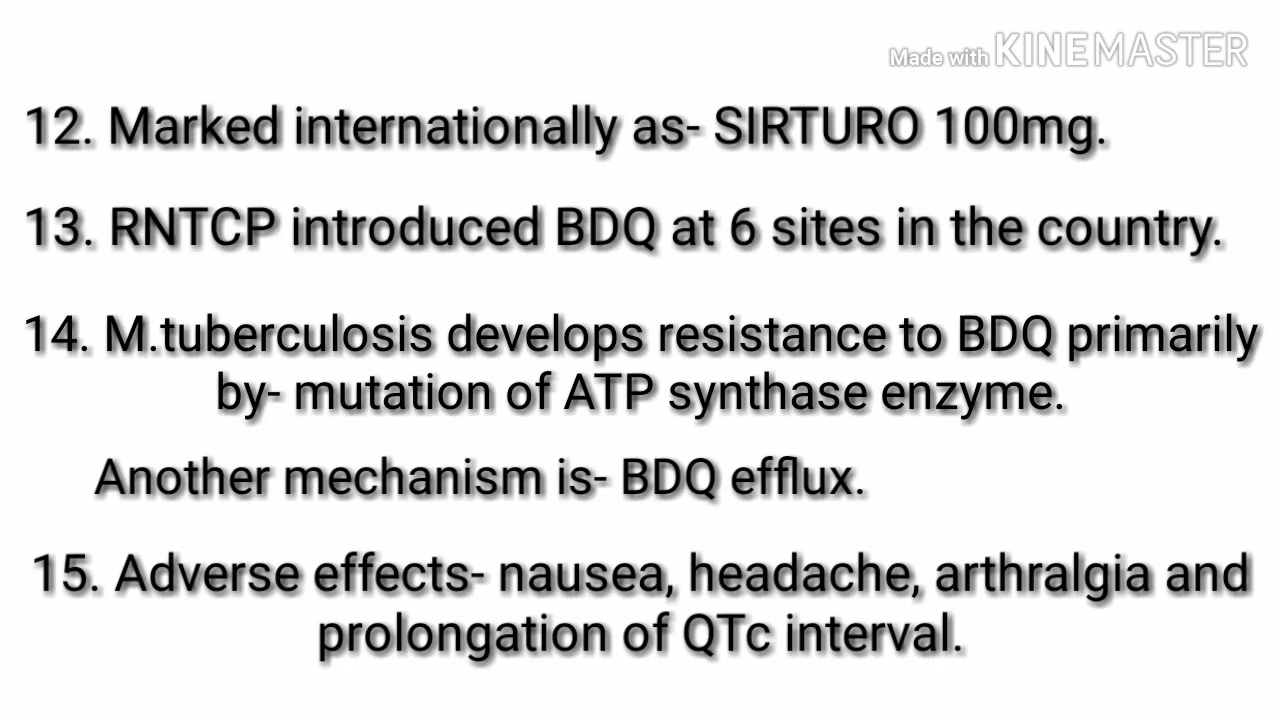 Made with KINEMASTER
12. Marked internationally as- SIRTURO 100mg.
13. RNTCP introduced BDQ at 6 sites in the country.
14. M.tuberculosis develops resistance to BDQ primarily
by- mutation of ATP synthase enzyme.
Another mechanism is- BDQ efflux.
15. Adverse effects- nausea, headache, arthralgia and
prolongation of QTc interval.